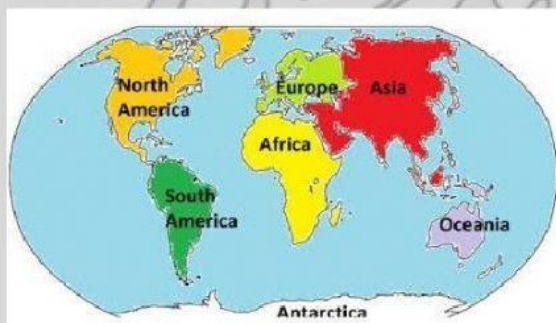 North
America
Europe
Asia
Africa
South
America
Oceania
Antarctica